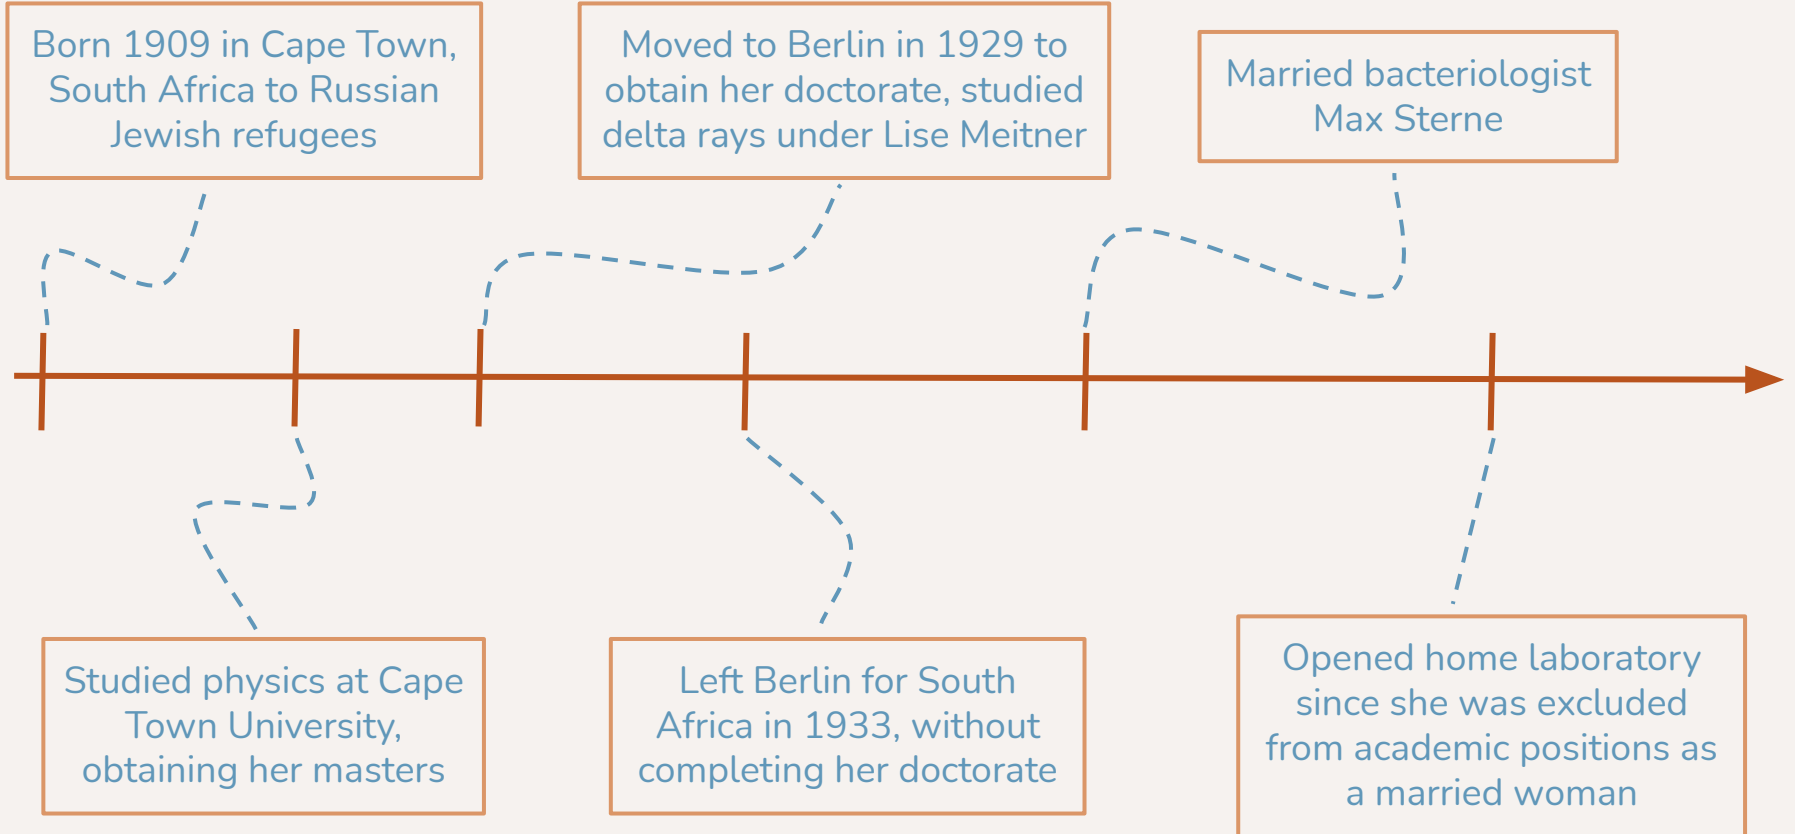 Born 1909 in Cape Town,
South Africa to Russian
Jewish refugees
Moved to Berlin in 1929 to
obtain her doctorate, studied
delta rays under Lise Meitner
Married bacteriologist
Max Sterne
Studied physics at Cape
Town University,
obtaining her masters
Left Berlin for South
Africa in 1933, without
completing her doctorate
Opened home laboratory
since she was excluded
from academic positions as
a married woman